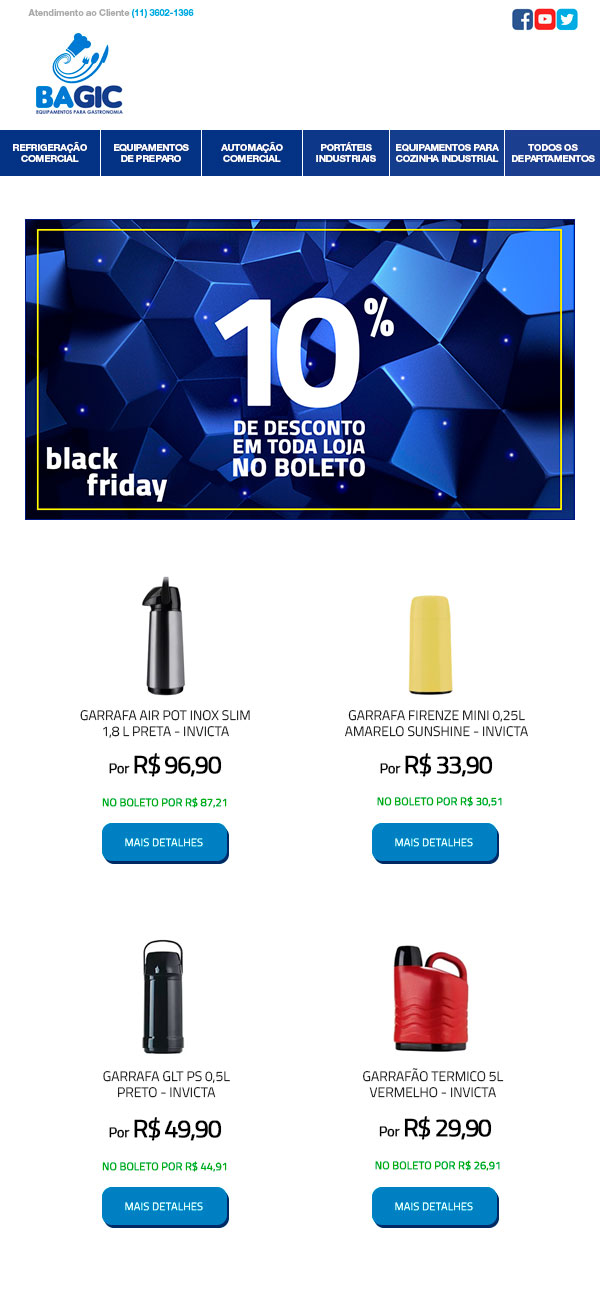 Atendimento ao Cliente (11) 3602-1396
BAGIC
EQUIPAMENTOS PARA GASTRONOMIA
REFRIGERAÇÃO
COMERCIAL
EQUIPAMENTOS
DE PREPARO
AUTOMAÇÃO
COMERCIAL
PORTÁTEIS
INDUSTRIAIS
EQUIPAMENTOS PARA
COZINHA INDUSTRIAL
TODOS OS
DEPARTAMENTOS
10%
DE DESCONTO
EM TODA LOJA
NO BOLETO
black
friday
GARRAFA AIR POT INOX SLIM
1,8 L PRETA - INVICTA
Por R$ 96,90
NO BOLETO POR R$ 87,21
MAIS DETALHES
GARRAFA FIRENZE MINI 0,25L
AMARELO SUNSHINE - INVICTA
Por R$ 33,90
NO BOLETO POR R$ 30,51
MAIS DETALHES
GARRAFA GLT PS 0,5L
PRETO - INVICTA
Por R$ 49,90
NO BOLETO POR R$ 44,91
MAIS DETALHES
GARRAFÃO TERMICO 5L
VERMELHO - INVICTA
Por R$ 29,90
NO BOLETO POR R$ 26,91
MAIS DETALHES